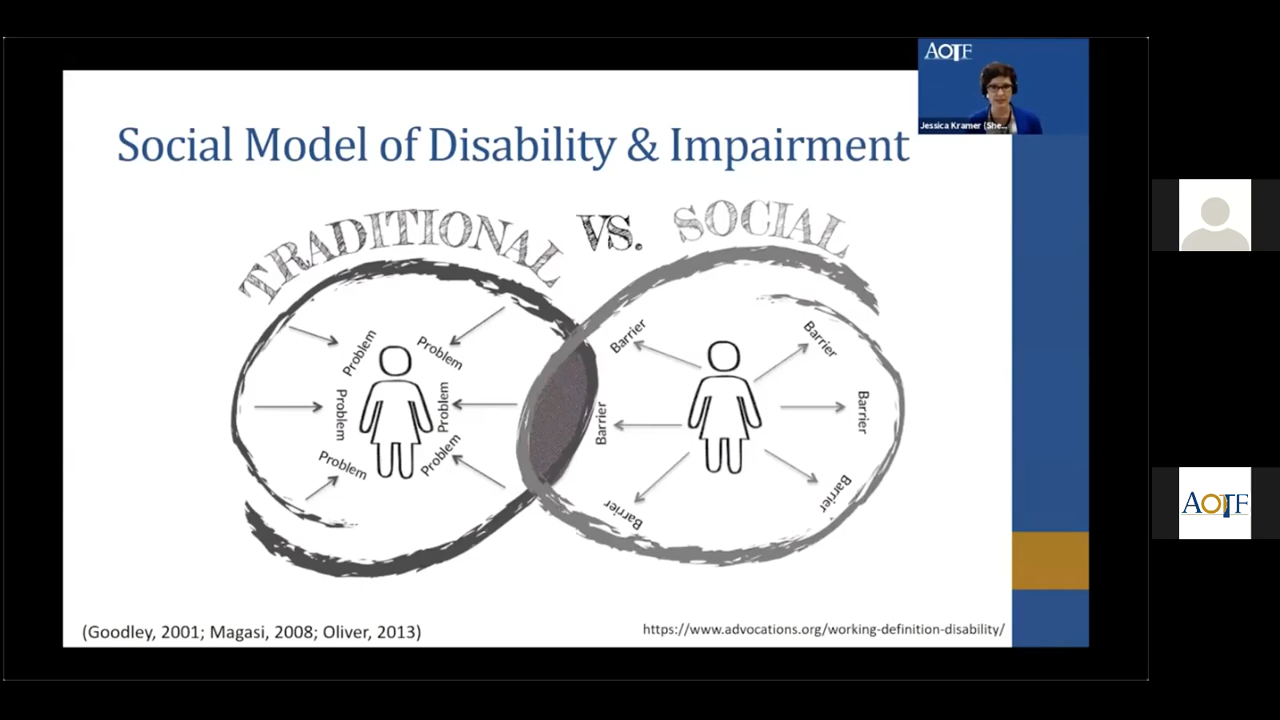 AOTF
Jessica Kramer (She...
Social Model of Disability & Impairment
TRADITIONAL VS. SOCIAL
Problem
Problem
Problem
Problem
Problem
Problem
Barrier
Barrier
Barrier
Barrier
Barrier
Barrier
(Goodley, 2001; Magasi, 2008; Oliver, 2013)
https://www.advocations.org/working-definition-disability/
AOTF